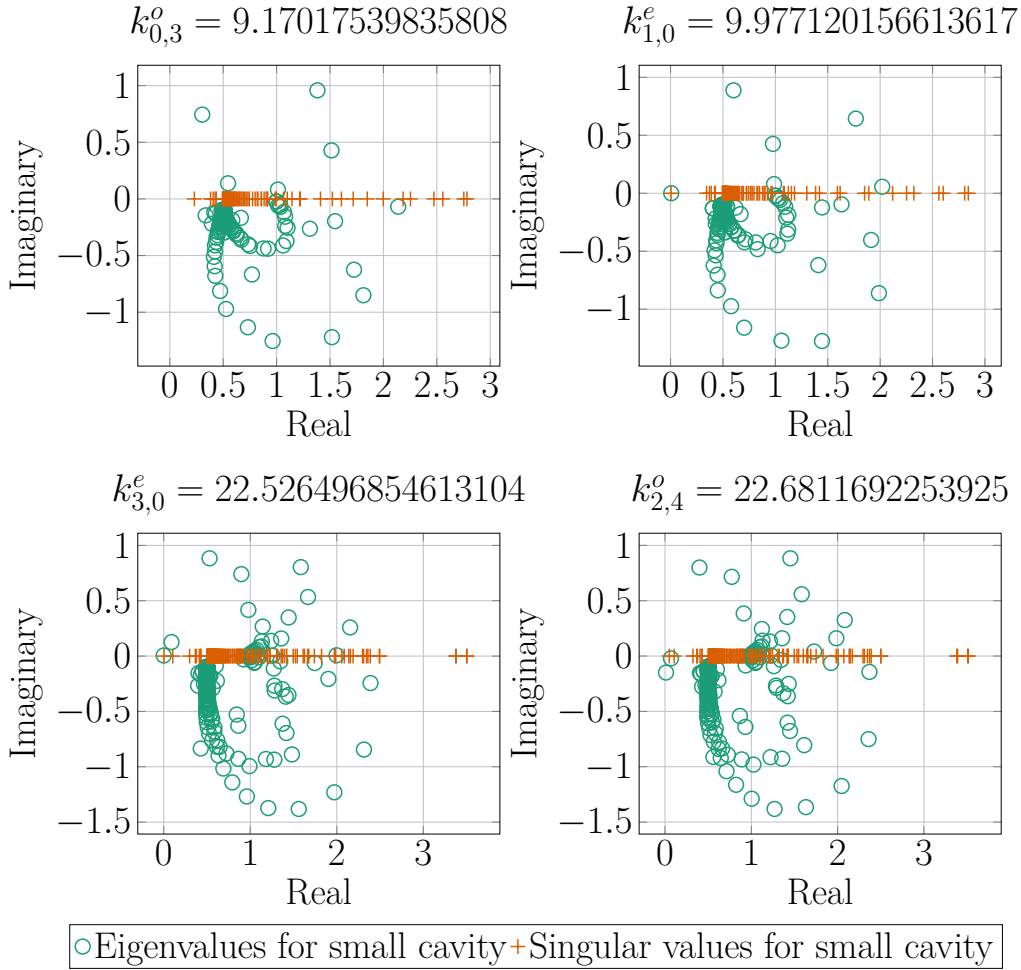 k^o_{0,3} = 9.17017539835808
k^e_{1,0} = 9.977120156613617
1
0.5
0
−0.5
−1
Imaginary
0 0.5 1 1.5 2 2.5 3
Real
1
0.5
0
−0.5
−1
Imaginary
0 0.5 1 1.5 2 2.5 3
Real
k^e_{3,0} = 22.526496854613104
k^o_{2,4} = 22.6811692253925
1
0.5
0
−0.5
−1
−1.5
Imaginary
0 1 2 3
Real
1
0.5
0
−0.5
−1
−1.5
Imaginary
0 1 2 3
Real
Eigenvalues for small cavity Singular values for small cavity